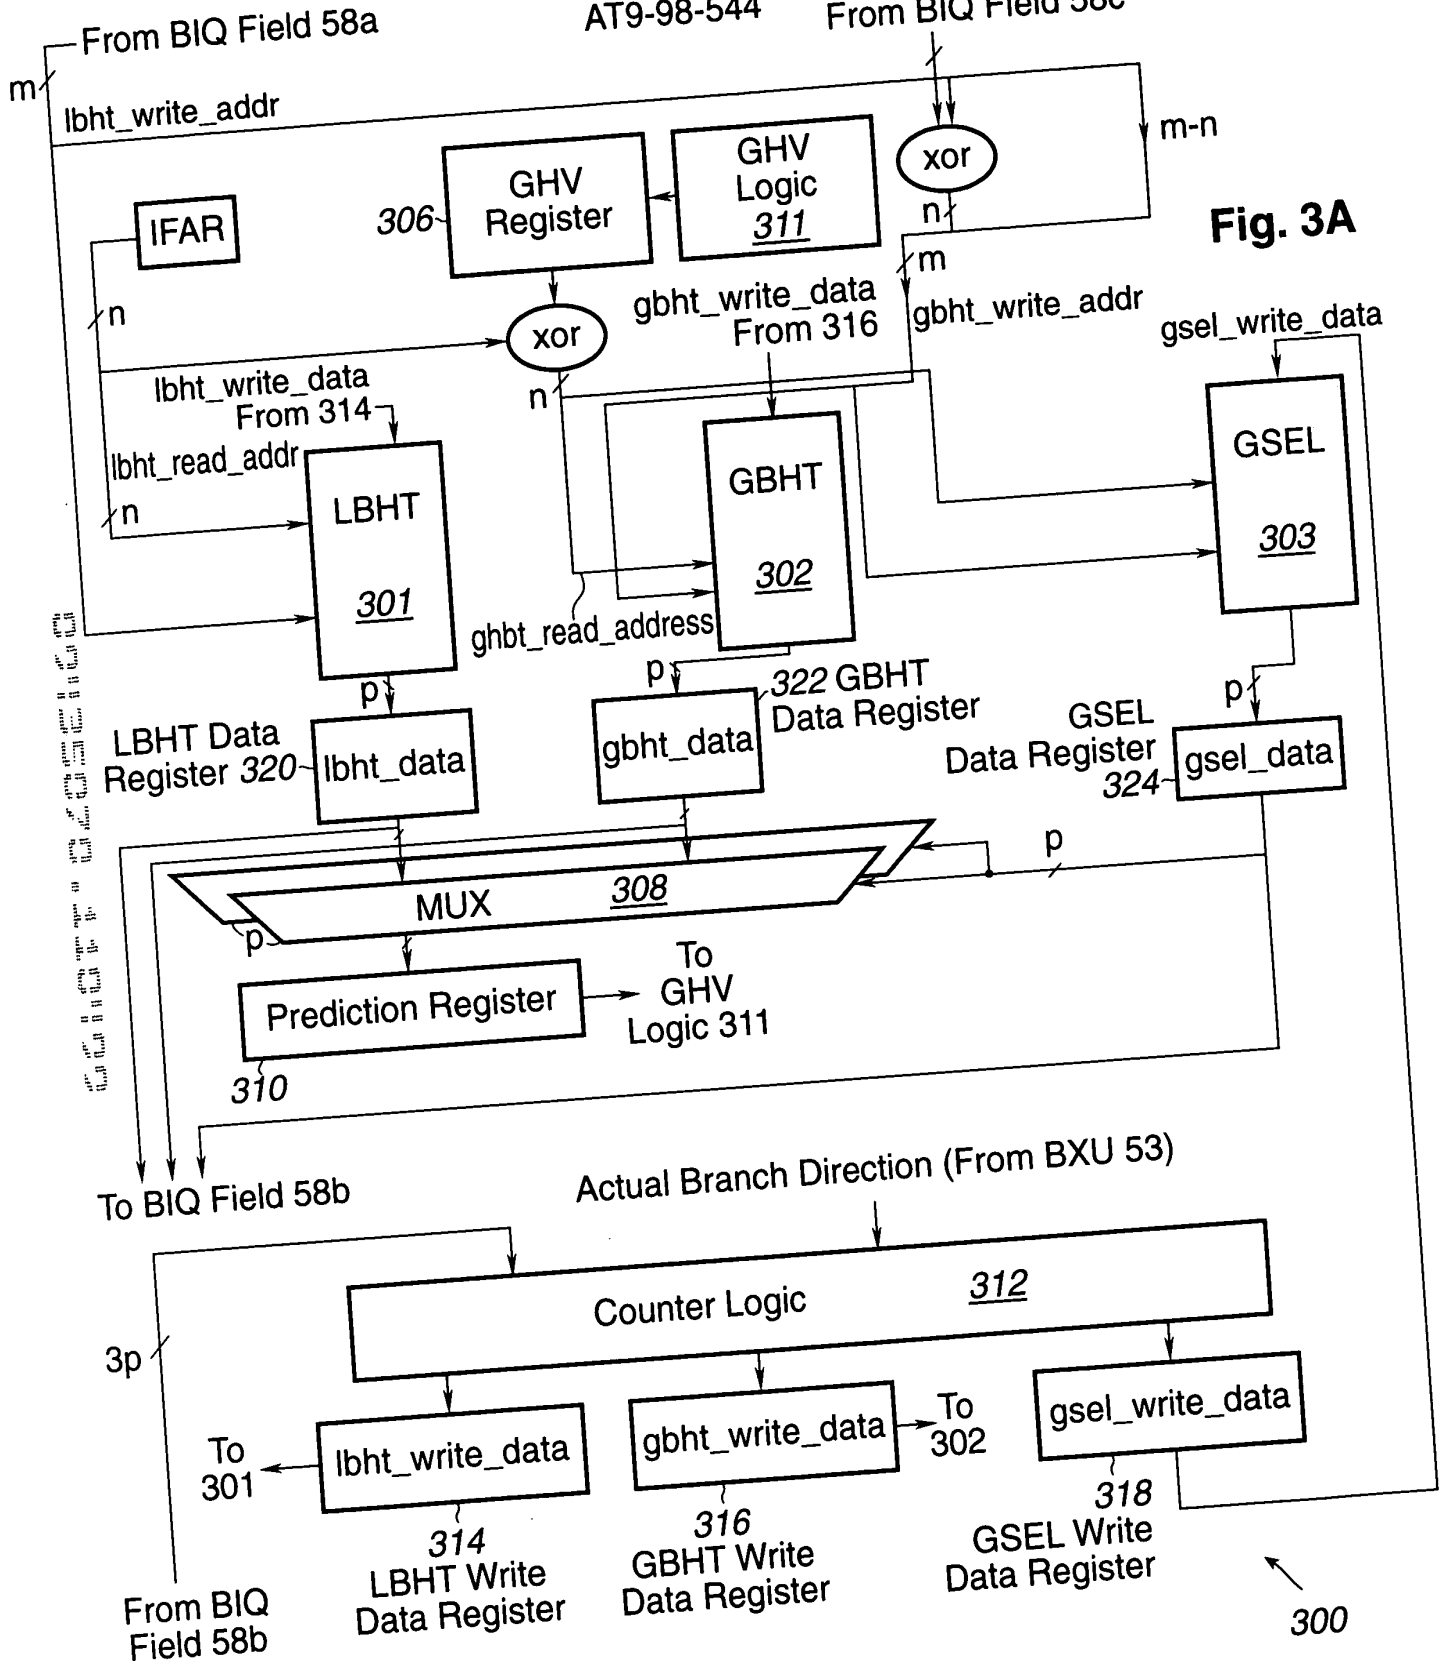 From BIQ Field 58a
AT9-98-544
From BIQ Field 58c
m
lbht_write_addr
m-n
GHV
Register
306
GHV
Logic
311
xor
n
IFAR
Fig. 3A
m
gbht_write_data
From 316
gbht_write_addr
gsel_write_data
n
xor
lbht_write_data
From 314
n
lbht_read_addr
n
LBHT
301
GBHT
302
GSEL
303
ghbt_read_address
p
p
322 GBHT
Data Register
p
LBHT Data
Register 320
lbht_data
gbht_data
GSEL
Data Register
324
gsel_data
p
MUX
308
p
To
GHV
Logic 311
Prediction Register
310
To BIQ Field 58b
Actual Branch Direction (From BXU 53)
Counter Logic
312
3p
To
301
lbht_write_data
gbht_write_data
To
302
gsel_write_data
314
LBHT Write
Data Register
316
GBHT Write
Data Register
318
GSEL Write
Data Register
From BIQ
Field 58b
300